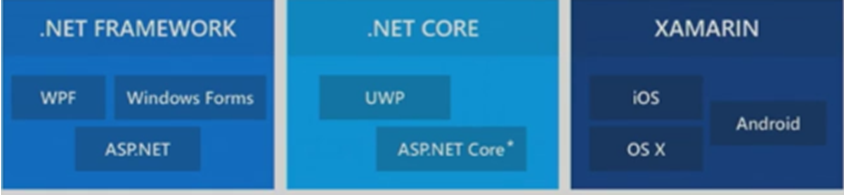 .NET FRAMEWORK
WPF
Windows Forms
ASP.NET
.NET CORE
UWP
ASP.NET Core*
XAMARIN
iOS
Android
OS X